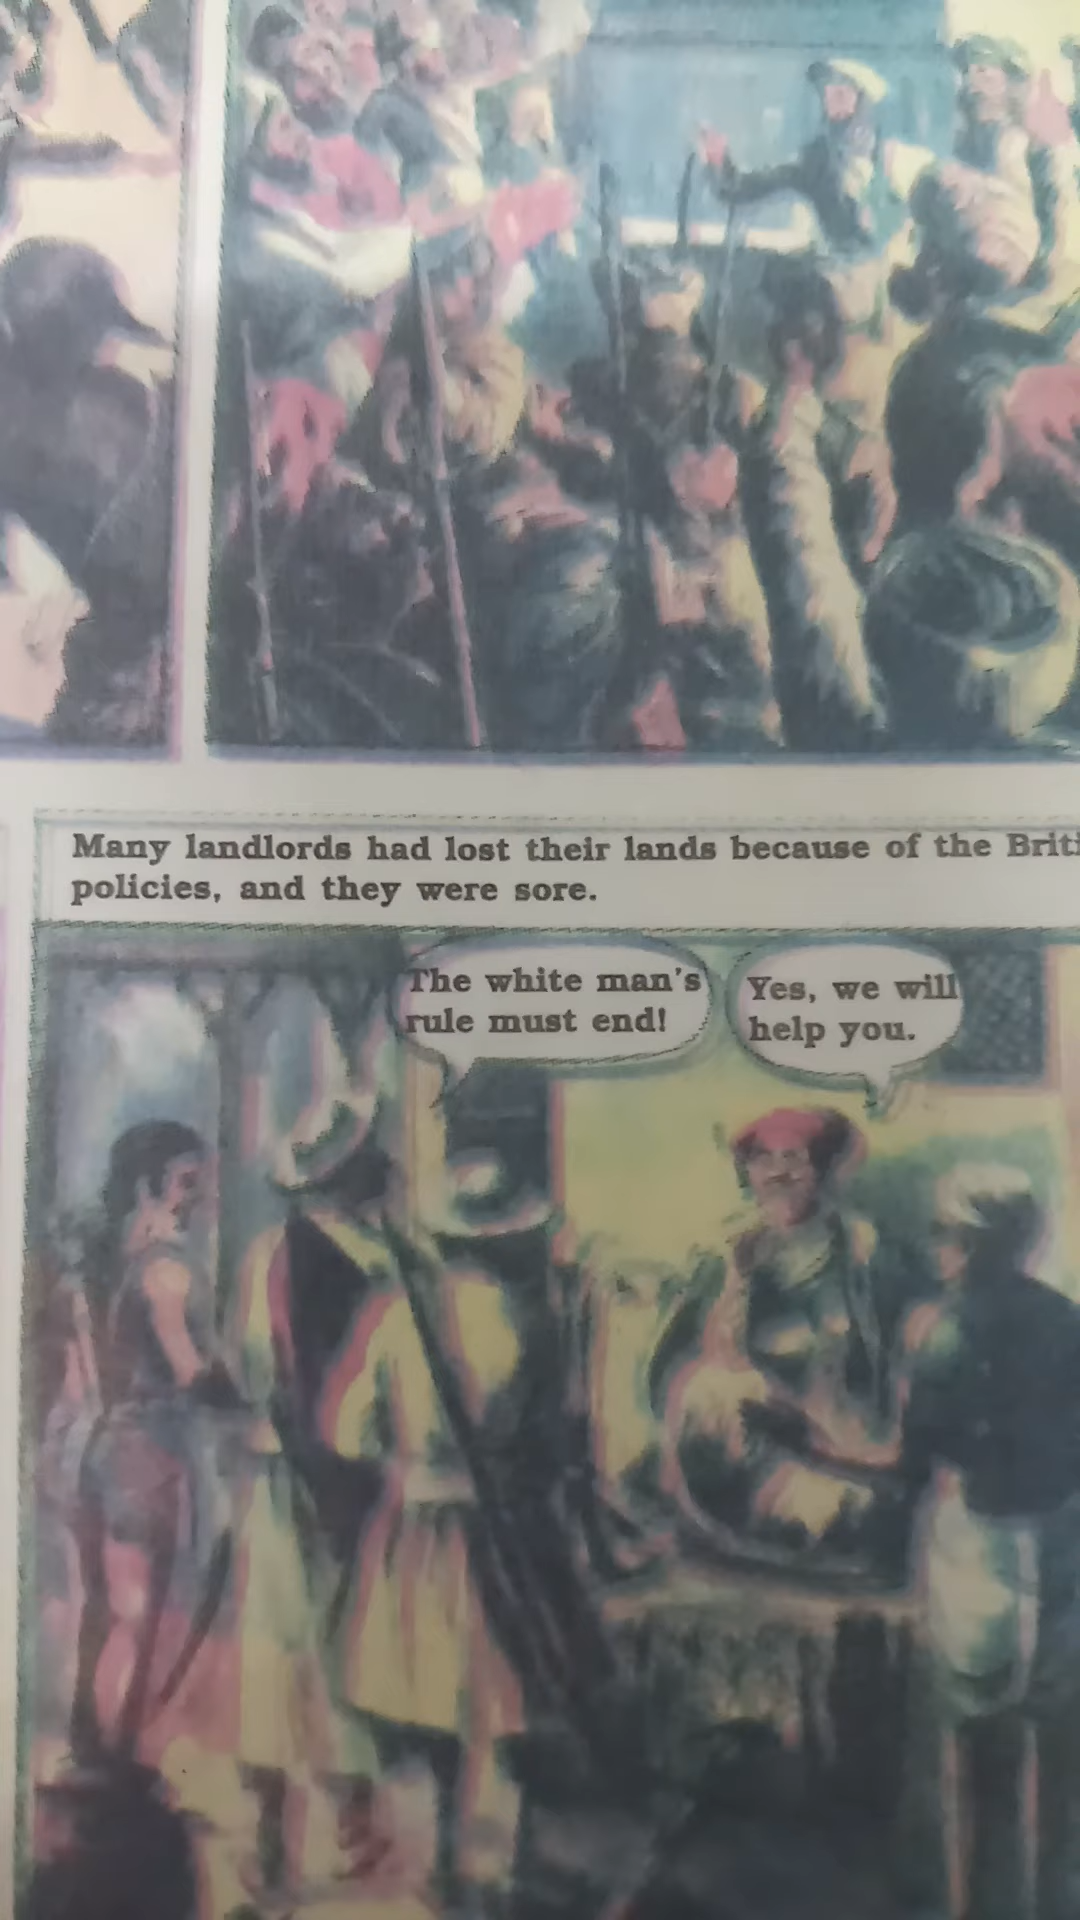 Many landlords had lost their lands because of the Briti
policies, and they were sore.
The white man's
rule must end!
Yes, we will
help you.